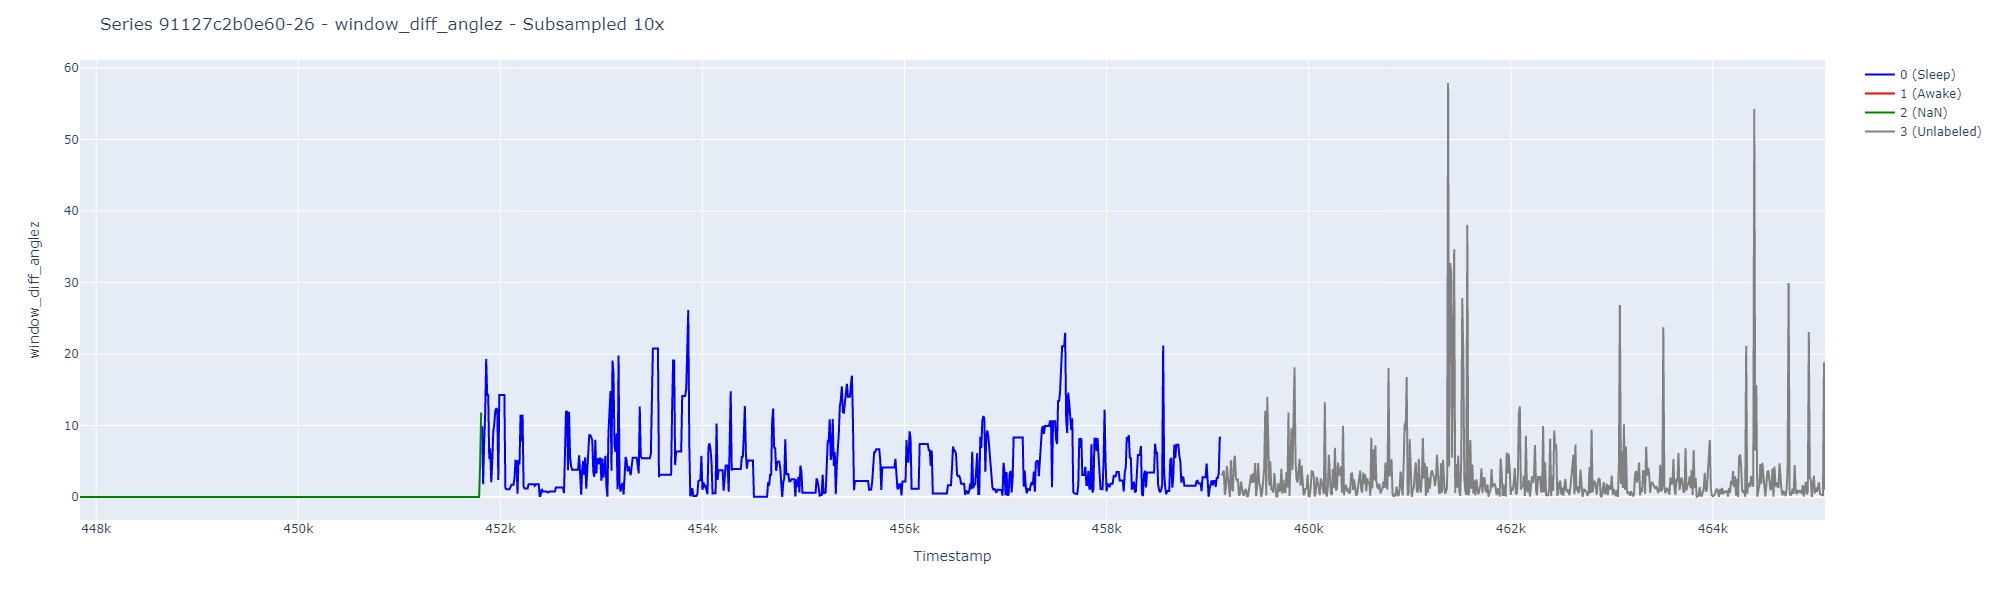 Series 91127c2b0e60-26 - window_diff_anglez - Subsampled 10x
60
50
40
30
20
10
0
window_diff_anglez
448k 450k 452k 454k 456k 458k 460k 462k 464k
Timestamp
0 (Sleep)
1 (Awake)
2 (NaN)
3 (Unlabeled)